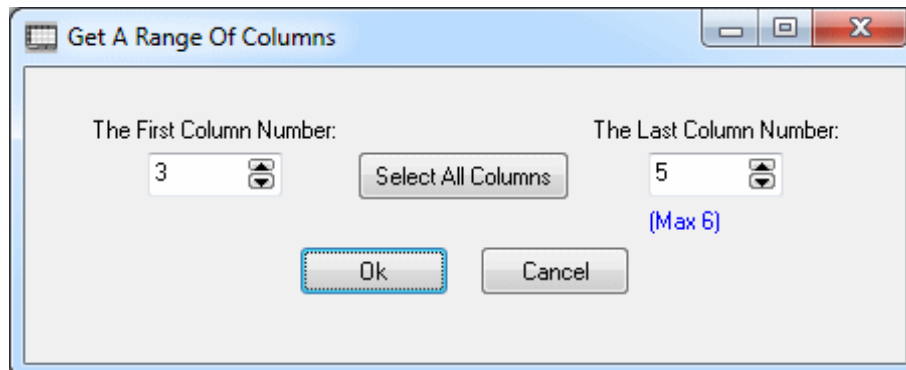 Get A Range Of Columns
The First Column Number:
The Last Column Number:
3
Select All Columns
5
(Max 6)
Ok
Cancel